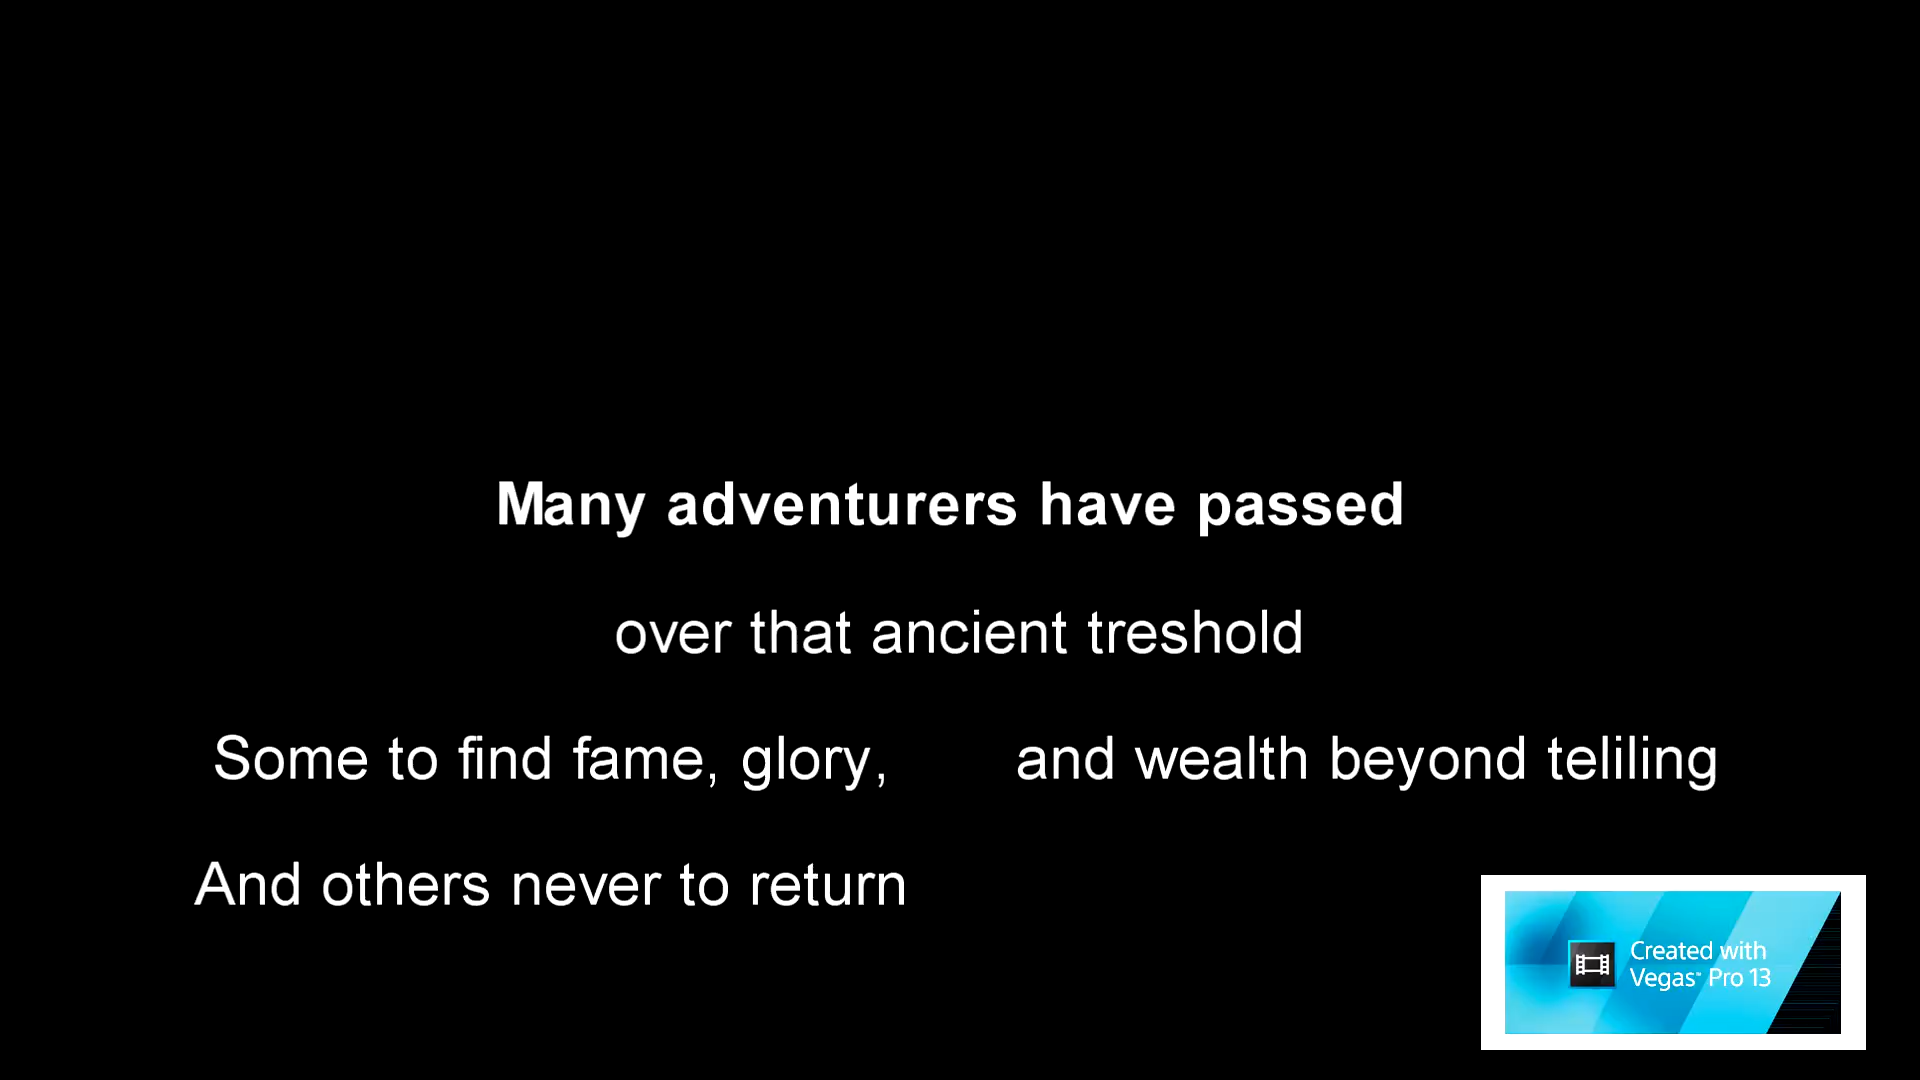 Many adventurers have passed
over that ancient treshold
Some to find fame, glory, and wealth beyond teliling
And others never to return
Created with
Vegas™ Pro 13